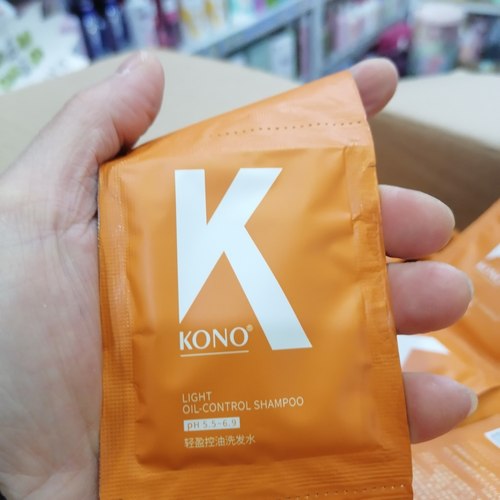 K
KONO®
LIGHT
OIL-CONTROL SHAMPOO
pH 5.5-6.9
轻盈控油洗发水